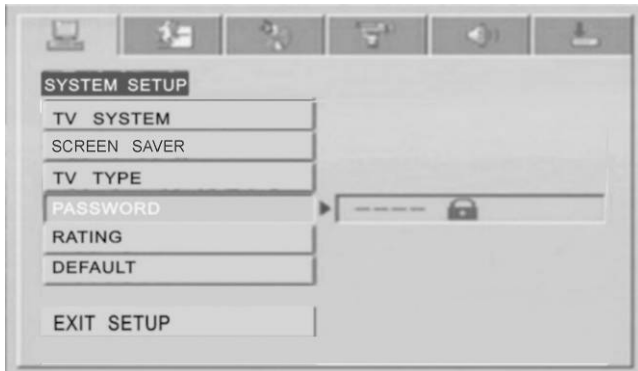 SYSTEM SETUP
TV SYSTEM
SCREEN SAVER
TV TYPE
PASSWORD
----
RATING
DEFAULT
EXIT SETUP